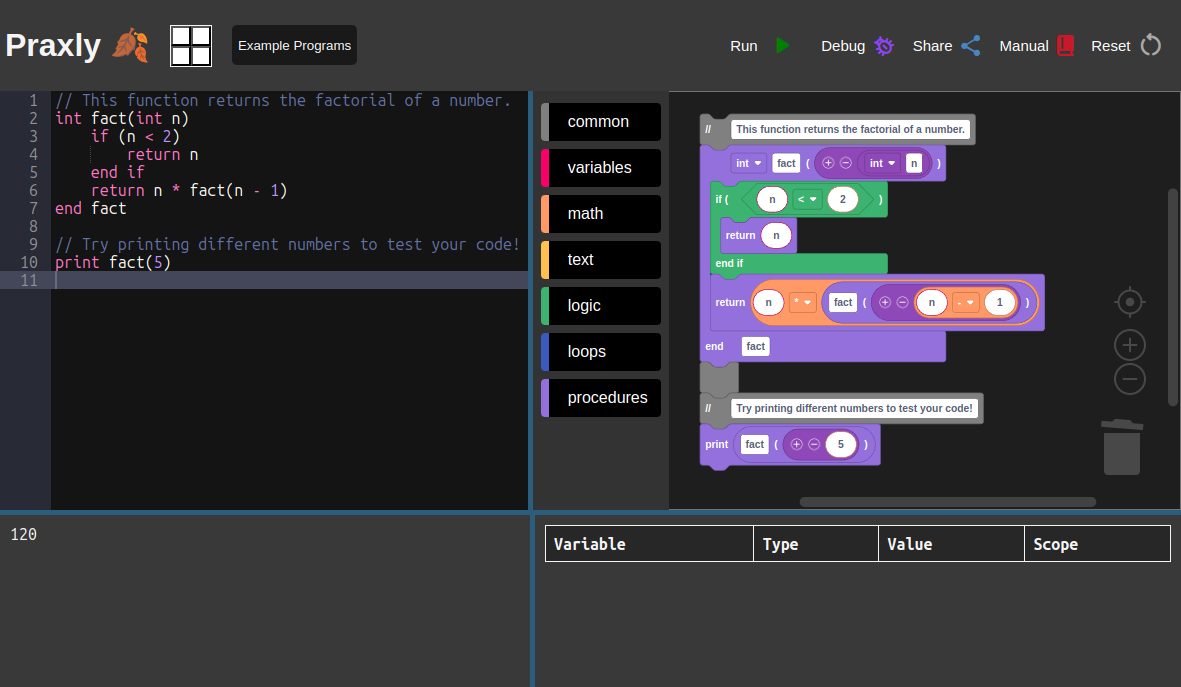 Praxly
Example Programs
Run
Debug
Share
Manual
Reset
1 // This function returns the factorial of a number.
2 int fact(int n)
3 if (n < 2)
4 return n
5 end if
6 return n * fact(n - 1)
7 end fact
8
9 // Try printing different numbers to test your code!
10 print fact(5)
11
common
variables
math
text
logic
loops
procedures
// This function returns the factorial of a number.
int fact ( int n )
if ( n < 2 )
return n
end if
return n * fact ( n - 1 )
end fact
// Try printing different numbers to test your code!
print fact ( 5 )
120
Variable Type Value Scope